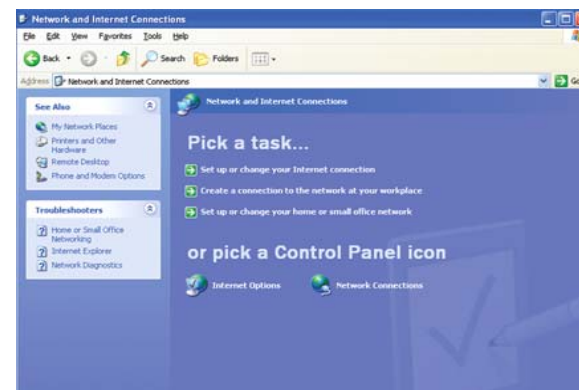 Network and Internet Connections
File Edit View Favorites Tools Help
Back Search Folders
Address Network and Internet Connections Go
See Also
My Network Places
Printers and Other
Hardware
Remote Desktop
Phone and Modem Options
Troubleshooters
Home or Small Office
Networking
Internet Explorer
Network Diagnostics
Network and Internet Connections
Pick a task...
Set up or change your Internet connection
Create a connection to the network at your workplace
Set up or change your home or small office network
or pick a Control Panel icon
Internet Options Network Connections